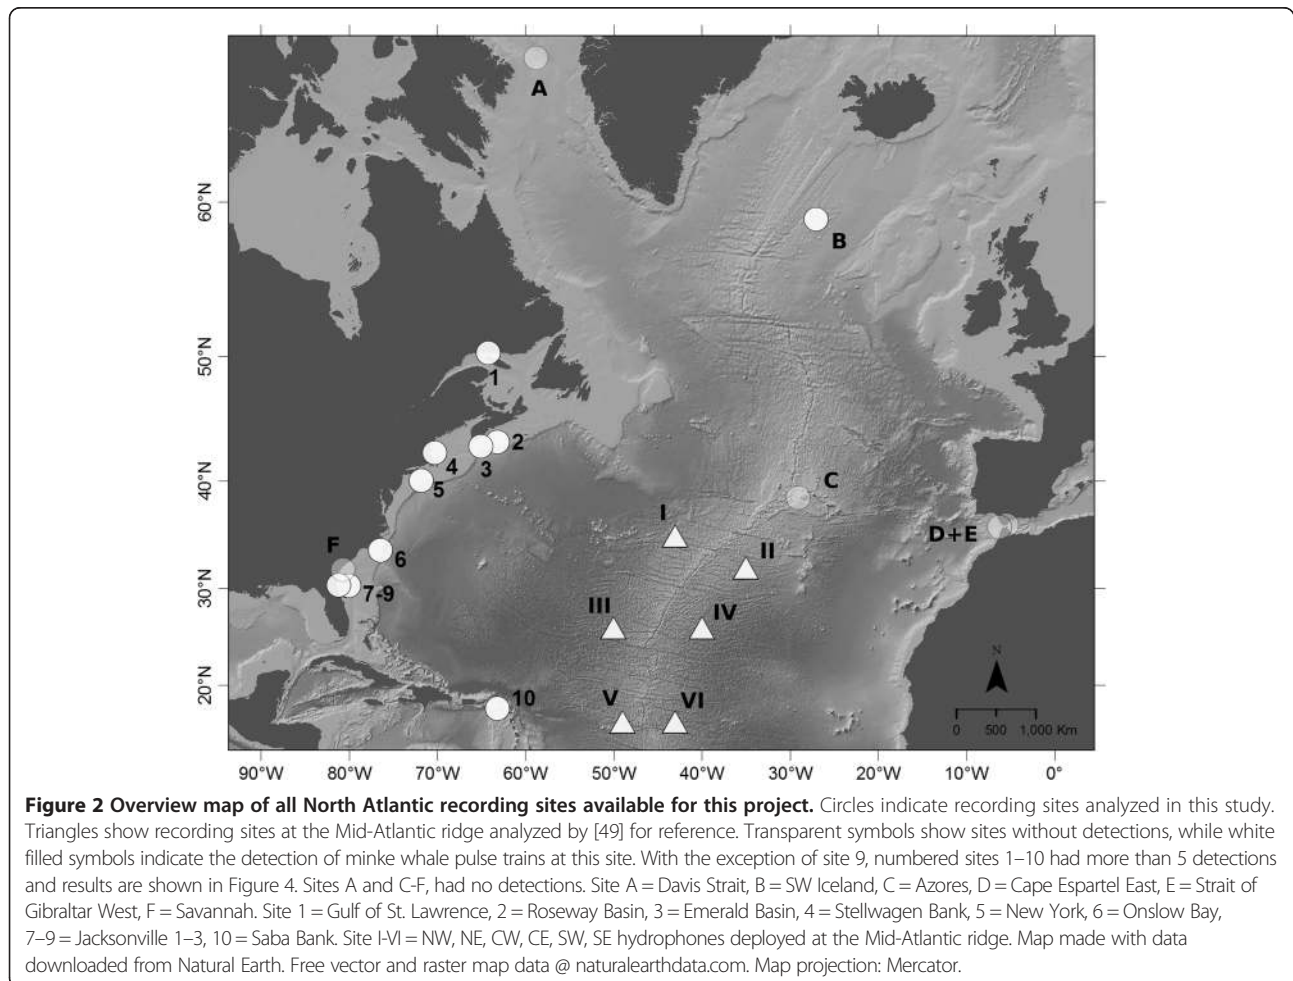 A
60°N
B
50°N
1
2
3
4
5
40°N
C
I
D+E
F
6
II
30°N
7-9
III
IV
N
20°N
10
V
VI
0 500 1,000 Km
90°W 80°W 70°W 60°W 50°W 40°W 30°W 20°W 10°W 0°
Figure 2 Overview map of all North Atlantic recording sites available for this project. Circles indicate recording sites analyzed in this study.
Triangles show recording sites at the Mid-Atlantic ridge analyzed by [49] for reference. Transparent symbols show sites without detections, while white
filled symbols indicate the detection of minke whale pulse trains at this site. With the exception of site 9, numbered sites 1–10 had more than 5 detections
and results are shown in Figure 4. Sites A and C-F, had no detections. Site A = Davis Strait, B = SW Iceland, C = Azores, D = Cape Espartel East, E = Strait of
Gibraltar West, F = Savannah. Site 1 = Gulf of St. Lawrence, 2 = Roseway Basin, 3 = Emerald Basin, 4 = Stellwagen Bank, 5 = New York, 6 = Onslow Bay,
7–9 = Jacksonville 1–3, 10 = Saba Bank. Site I-VI = NW, NE, CW, CE, SW, SE hydrophones deployed at the Mid-Atlantic ridge. Map made with data
downloaded from Natural Earth. Free vector and raster map data @ naturalearthdata.com. Map projection: Mercator.